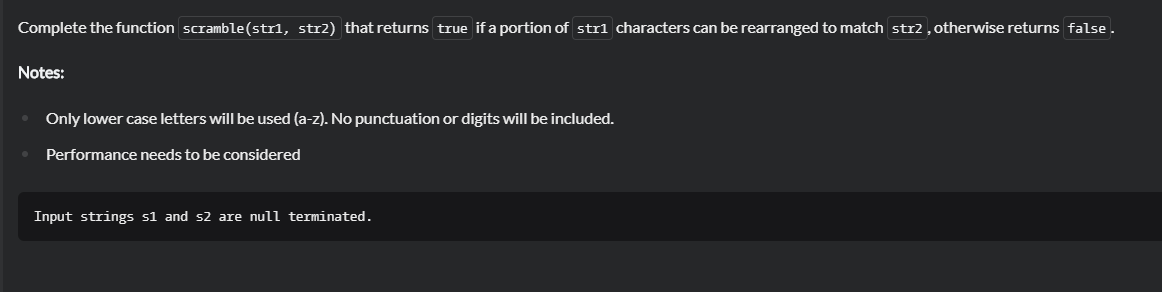 Complete the function scramble(str1, str2) that returns true if a portion of str1 characters can be rearranged to match str2, otherwise returns false.
Notes:
Only lower case letters will be used (a-z). No punctuation or digits will be included.
Performance needs to be considered
Input strings s1 and s2 are null terminated.